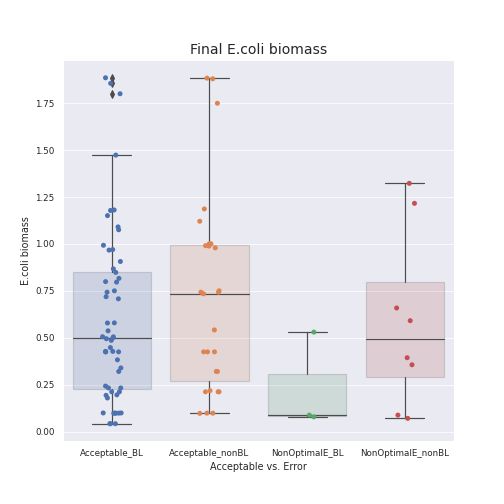 Final E.coli biomass
E.coli biomass
1.75
1.50
1.25
1.00
0.75
0.50
0.25
0.00
Acceptable_BL Acceptable_nonBL NonOptimalE_BL NonOptimalE_nonBL
Acceptable vs. Error